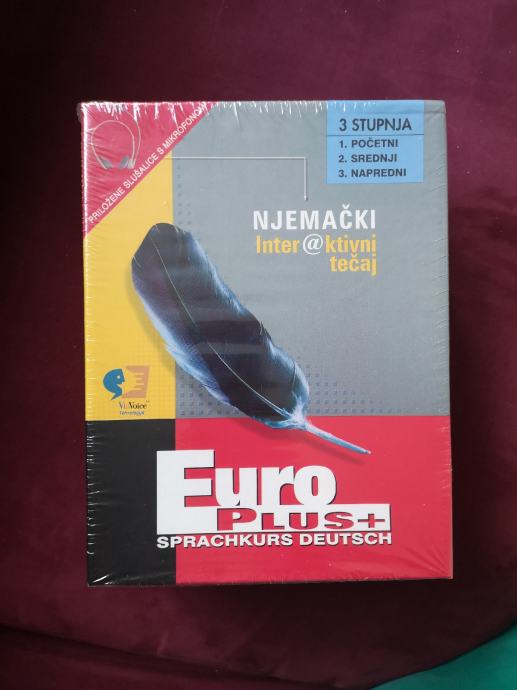 PRILOŽENE SLUŠALICE S MIKROFONOM
3 STUPNJA
1. POČETNI
2. SREDNJI
3. NAPREDNI
NJEMAČKI
Inter@ktivni
tečaj
ViVoice
Euro
PLUS+
SPRACHKURS DEUTSCH